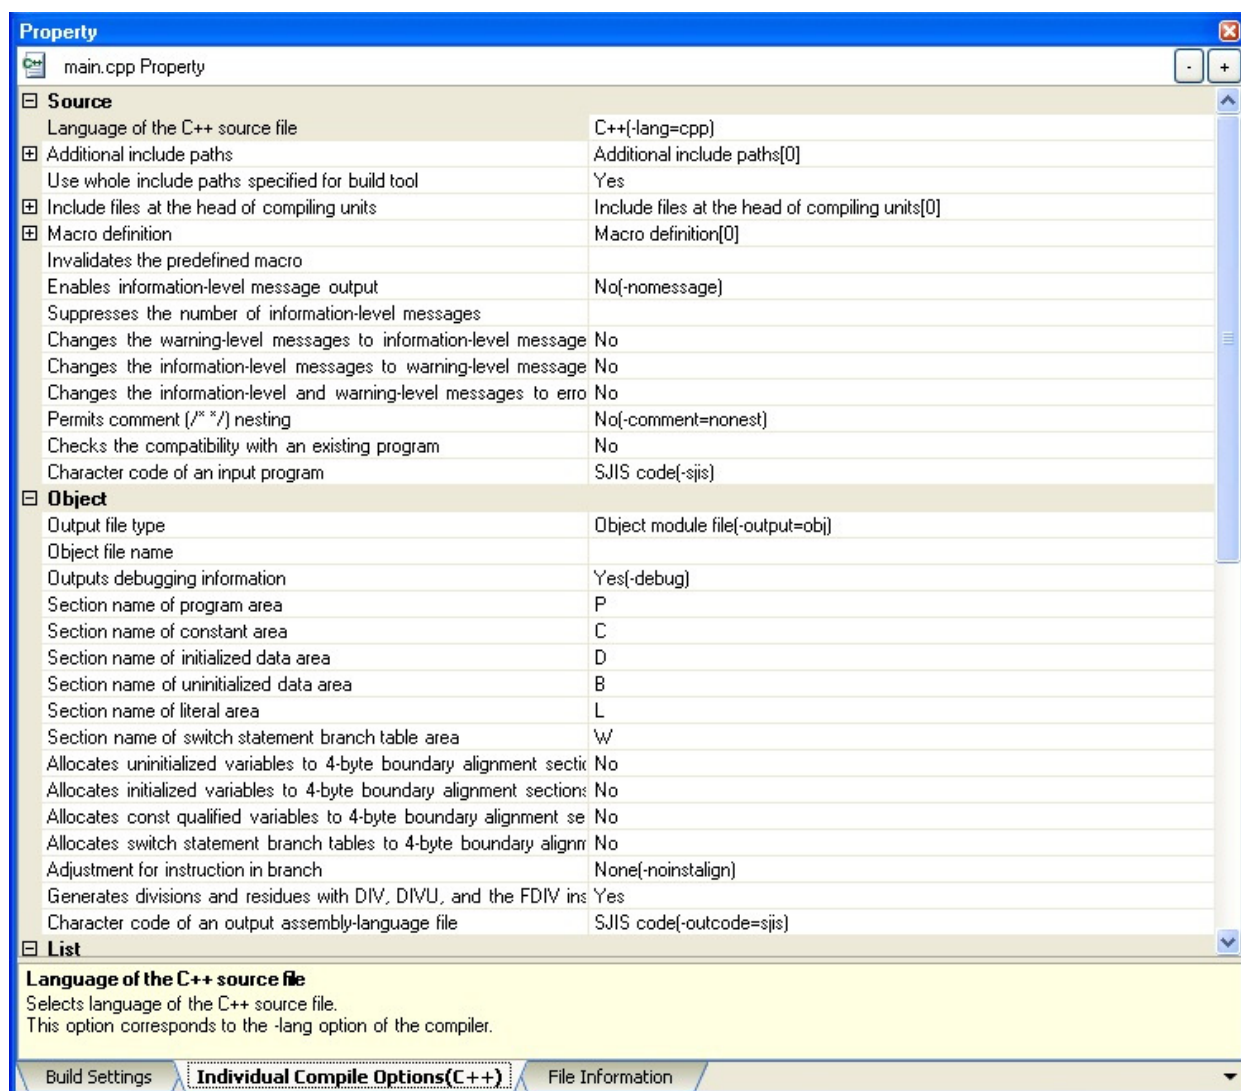 Property
main.cpp Property
- +
Source
Language of the C++ source file C++(-lang=cpp)
Additional include paths Additional include paths[0]
Use whole include paths specified for build tool Yes
Include files at the head of compiling units Include files at the head of compiling units[0]
Macro definition Macro definition[0]
Invalidates the predefined macro
Enables information-level message output No(-nomessage)
Suppresses the number of information-level messages
Changes the warning-level messages to information-level message No
Changes the information-level messages to warning-level message No
Changes the information-level and warning-level messages to erro No
Permits comment (/* */) nesting No(-comment=nonest)
Checks the compatibility with an existing program No
Character code of an input program SJIS code(-sjis)
Object
Output file type Object module file(-output=obj)
Object file name
Outputs debugging information Yes(-debug)
Section name of program area P
Section name of constant area C
Section name of initialized data area D
Section name of uninitialized data area B
Section name of literal area L
Section name of switch statement branch table area W
Allocates uninitialized variables to 4-byte boundary alignment sectic No
Allocates initialized variables to 4-byte boundary alignment sections No
Allocates const qualified variables to 4-byte boundary alignment se No
Allocates switch statement branch tables to 4-byte boundary alignm No
Adjustment for instruction in branch None(-noinstalign)
Generates divisions and residues with DIV, DIVU, and the FDIV ins Yes
Character code of an output assembly-language file SJIS code(-outcode=sjis)
List
Language of the C++ source file
Selects language of the C++ source file.
This option corresponds to the -lang option of the compiler.
Build Settings Individual Compile Options(C++) File Information